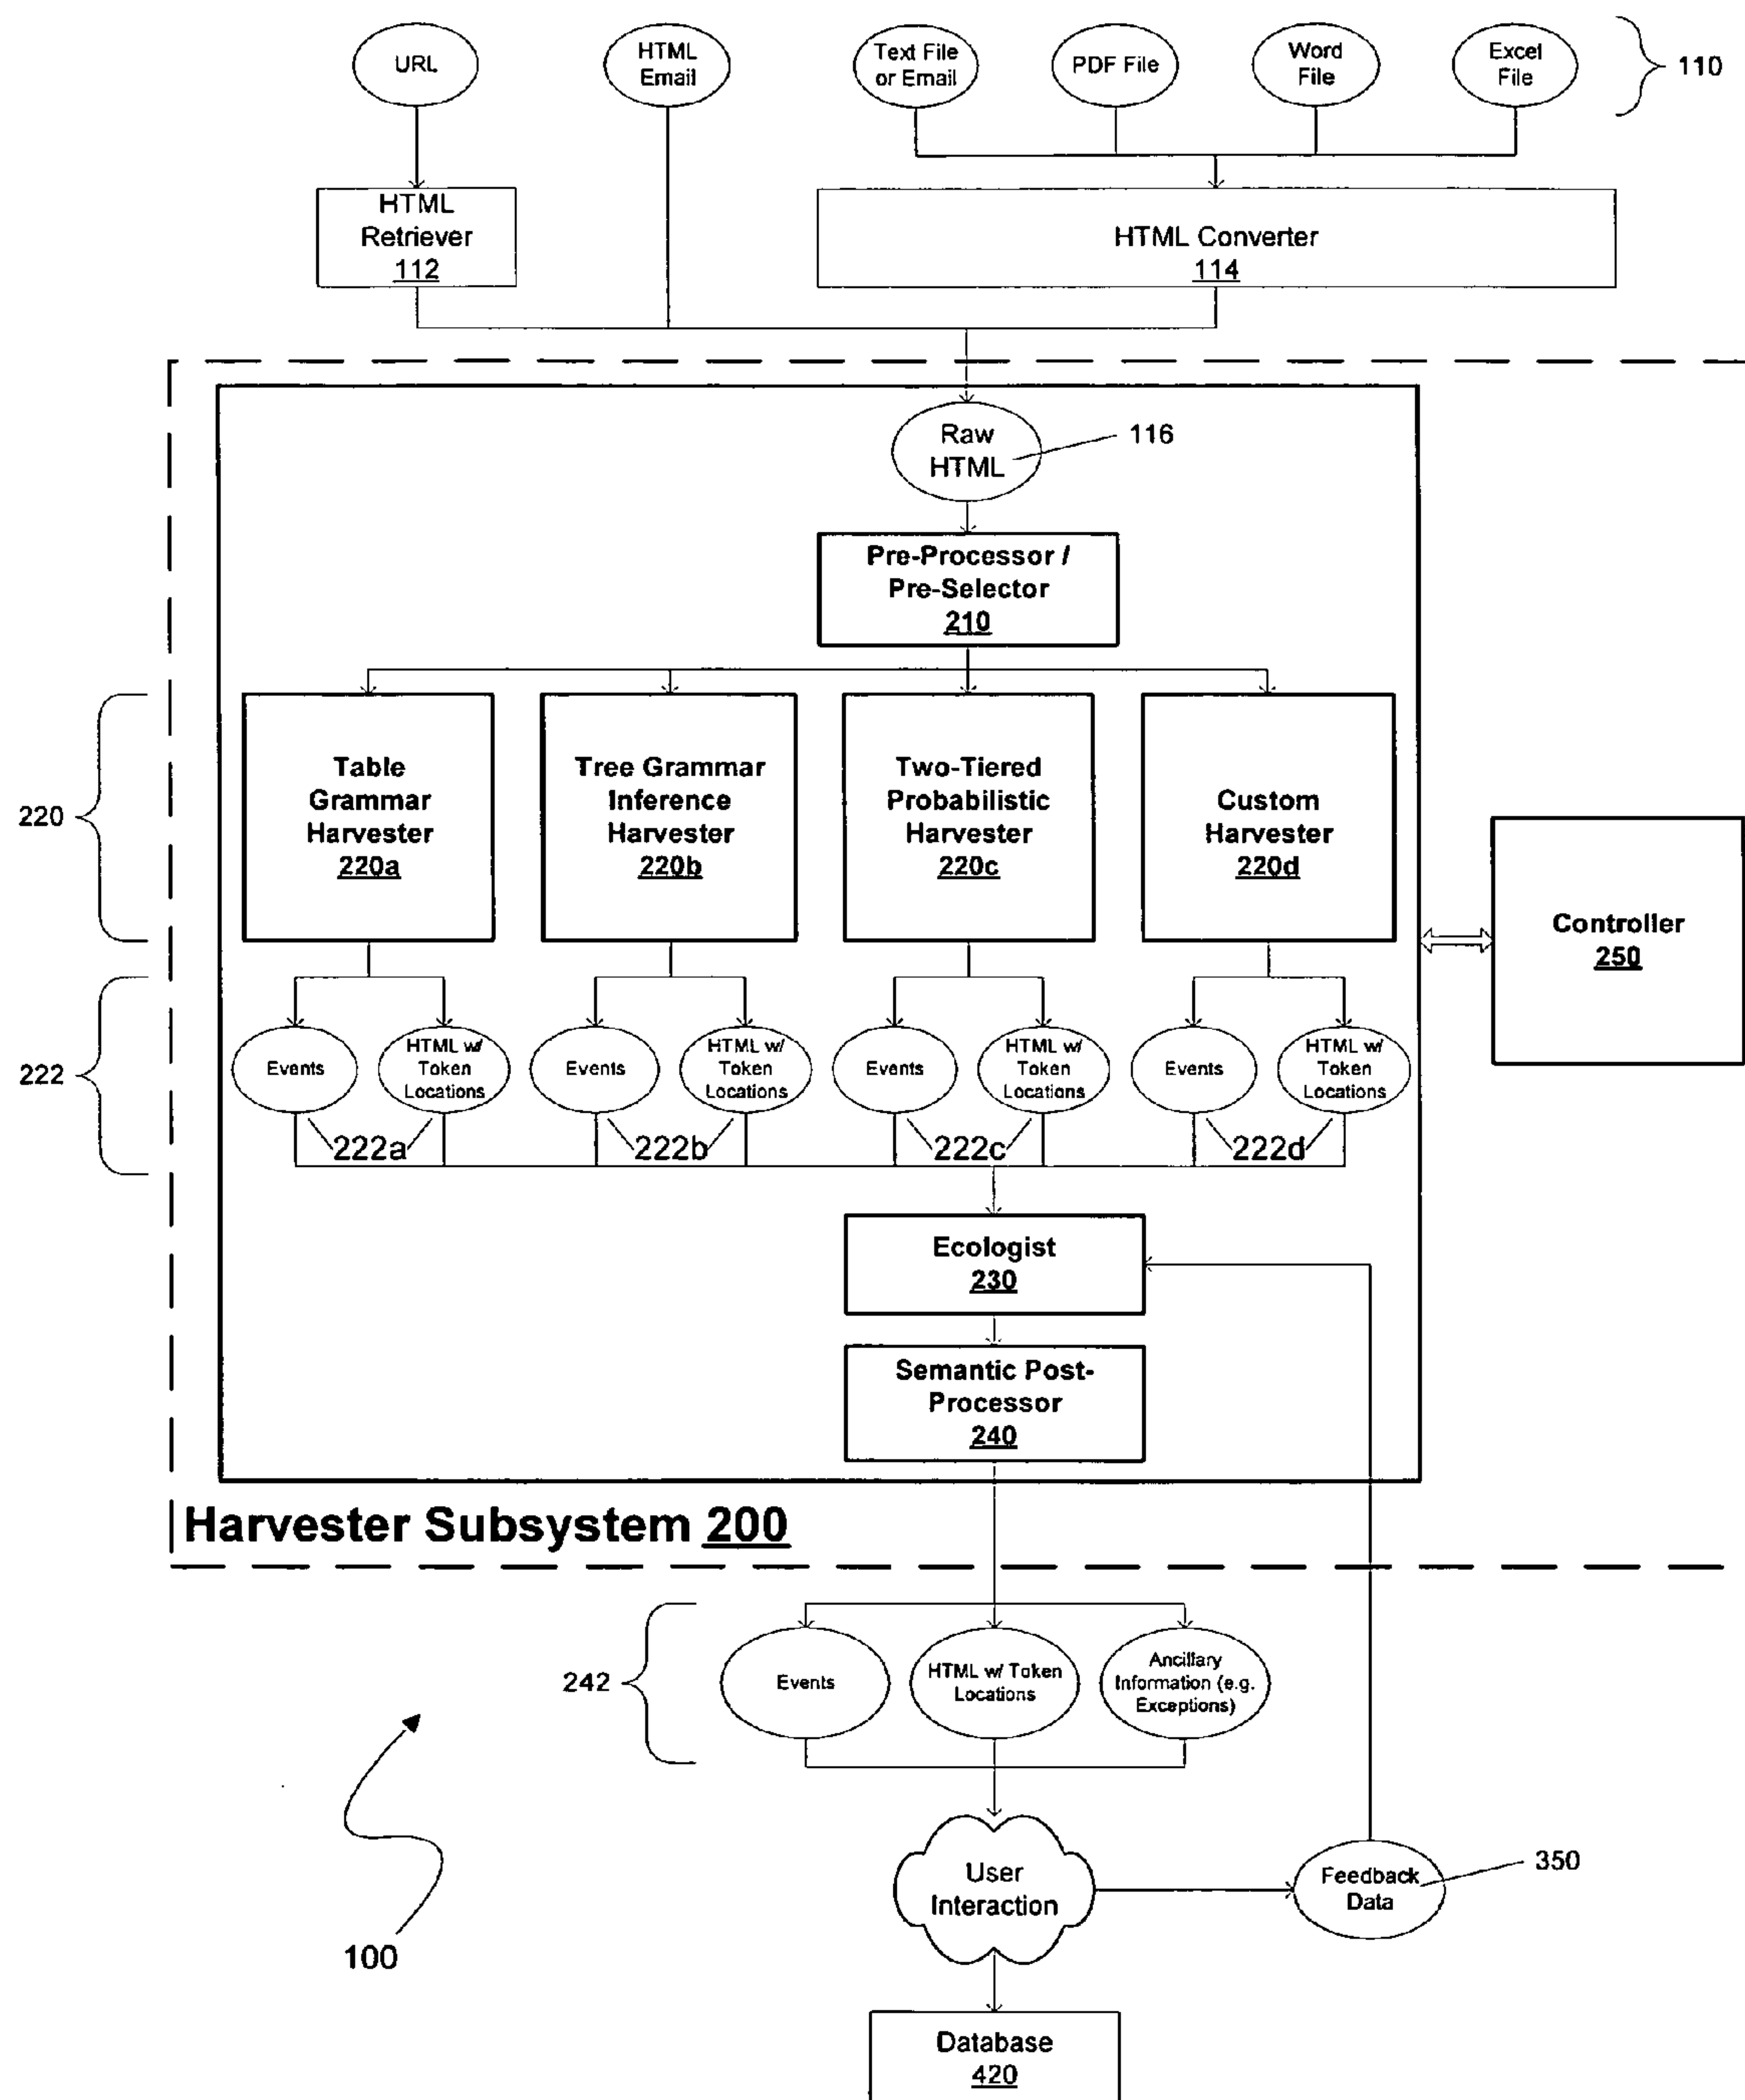 URL
HTML
Email
Text File
or Email
PDF File
Word
File
Excel
File
110
HTML
Retriever
112
HTML Converter
114
Raw
HTML
116
Pre-Processor /
Pre-Selector
210
220
Table
Grammar
Harvester
220a
Tree Grammar
Inference
Harvester
220b
Two-Tiered
Probabilistic
Harvester
220c
Custom
Harvester
220d
Controller
250
222
Events
HTML w/
Token
Locations
Events
HTML w/
Token
Locations
Events
HTML w/
Token
Locations
Events
HTML w/
Token
Locations
222a
222b
222c
222d
Ecologist
230
Semantic Post-
Processor
240
Harvester Subsystem 200
242
Events
HTML w/ Token
Locations
Ancillary
Information (e.g.
Exceptions)
User
Interaction
Feedback
Data
350
100
Database
420